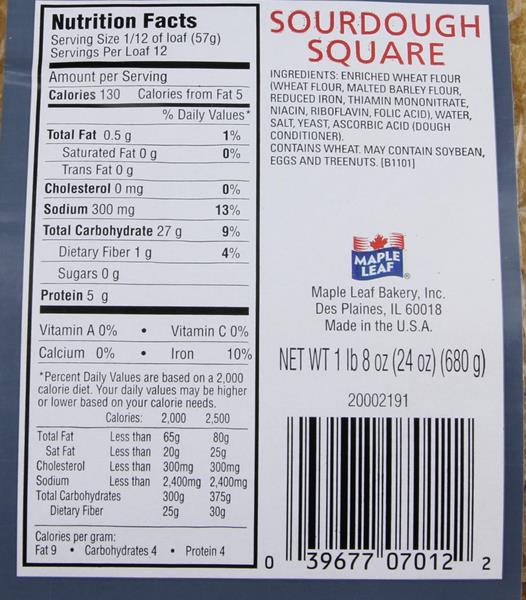 Nutrition Facts
Serving Size 1/12 of loaf (57g)
Servings Per Loaf 12
Amount per Serving
Calories 130 Calories from Fat 5
% Daily Values*
Total Fat 0.5 g 1%
Saturated Fat 0 g 0%
Trans Fat 0 g
Cholesterol 0 mg 0%
Sodium 300 mg 13%
Total Carbohydrate 27 g 9%
Dietary Fiber 1 g 4%
Sugars 0 g
Protein 5 g
Vitamin A 0% • Vitamin C 0%
Calcium 0% • Iron 10%
*Percent Daily Values are based on a 2,000
calorie diet. Your daily values may be higher
or lower based on your calorie needs.
Calories: 2,000 2,500
Total Fat Less than 65g 80g
Sat Fat Less than 20g 25g
Cholesterol Less than 300mg 300mg
Sodium Less than 2,400mg 2,400mg
Total Carbohydrates 300g 375g
Dietary Fiber 25g 30g
Calories per gram:
Fat 9 • Carbohydrates 4 • Protein 4
SOURDOUGH
SQUARE
INGREDIENTS: ENRICHED WHEAT FLOUR
(WHEAT FLOUR, MALTED BARLEY FLOUR,
REDUCED IRON, THIAMIN MONONITRATE,
NIACIN, RIBOFLAVIN, FOLIC ACID), WATER,
SALT, YEAST, ASCORBIC ACID (DOUGH
CONDITIONER).
CONTAINS WHEAT. MAY CONTAIN SOYBEAN,
EGGS AND TREENUTS. [B1101]
MAPLE
LEAF
®
Maple Leaf Bakery, Inc.
Des Plaines, IL 60018
Made in the U.S.A.
NET WT 1 lb 8 oz (24 oz) (680 g)
20002191
0 39677 07012 2